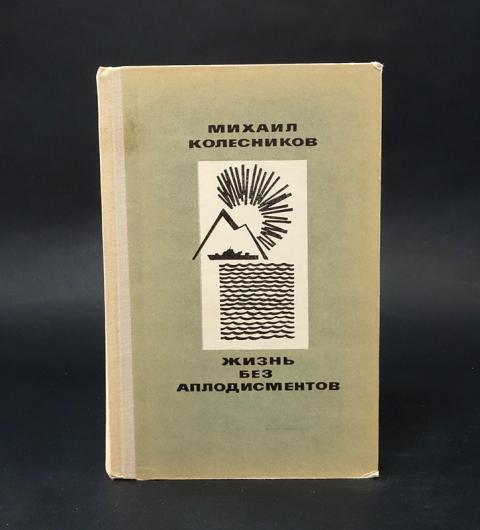 МИХАИЛ
КОЛЕСНИКОВ
ЖИЗНЬ
БЕЗ
АПЛОДИСМЕНТОВ